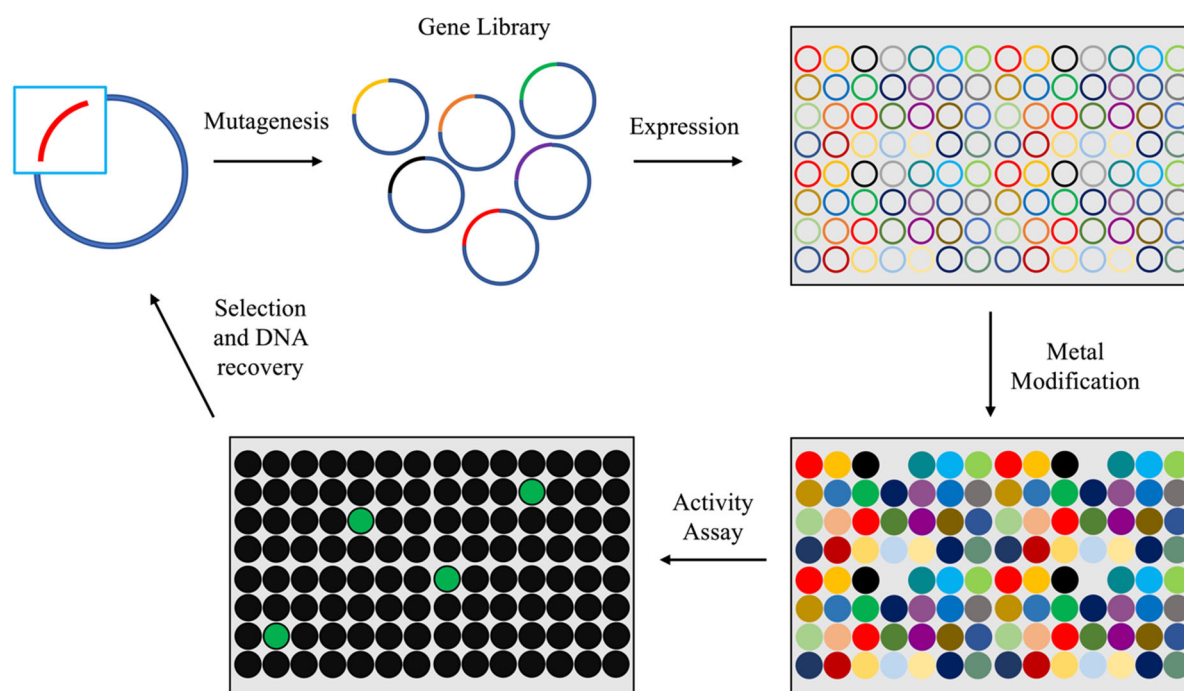 Gene Library
Mutagenesis
Expression
Metal
Modification
Activity
Assay
Selection
and DNA
recovery